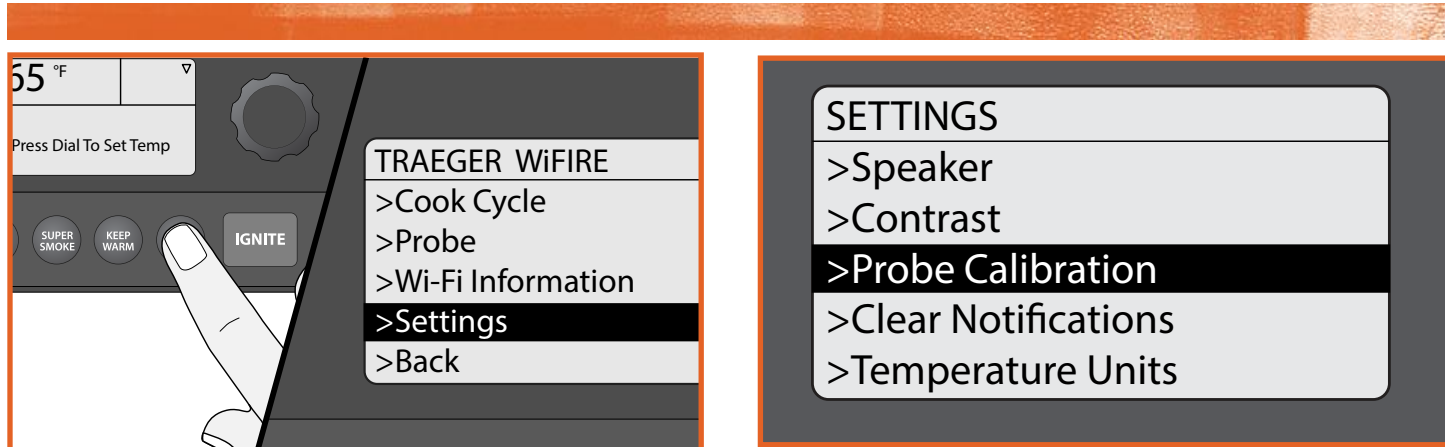 65 °F
Press Dial To Set Temp
SUPER
SMOKE
KEEP
WARM
IGNITE
TRAEGER WiFIRE
>Cook Cycle
>Probe
>Wi-Fi Information
>Settings
>Back
SETTINGS
>Speaker
>Contrast
>Probe Calibration
>Clear Notifications
>Temperature Units